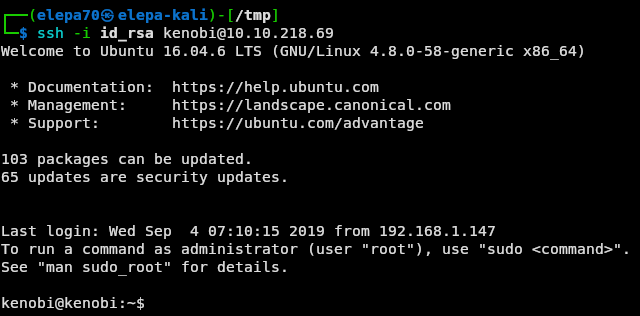 ┌──(elepa70㉿elepa-kali)-[/tmp]
└─$ ssh -i id_rsa kenobi@10.10.218.69
Welcome to Ubuntu 16.04.6 LTS (GNU/Linux 4.8.0-58-generic x86_64)

 * Documentation:  https://help.ubuntu.com
 * Management:     https://landscape.canonical.com
 * Support:        https://ubuntu.com/advantage

103 packages can be updated.
65 updates are security updates.


Last login: Wed Sep  4 07:10:15 2019 from 192.168.1.147
To run a command as administrator (user "root"), use "sudo <command>".
See "man sudo_root" for details.

kenobi@kenobi:~$